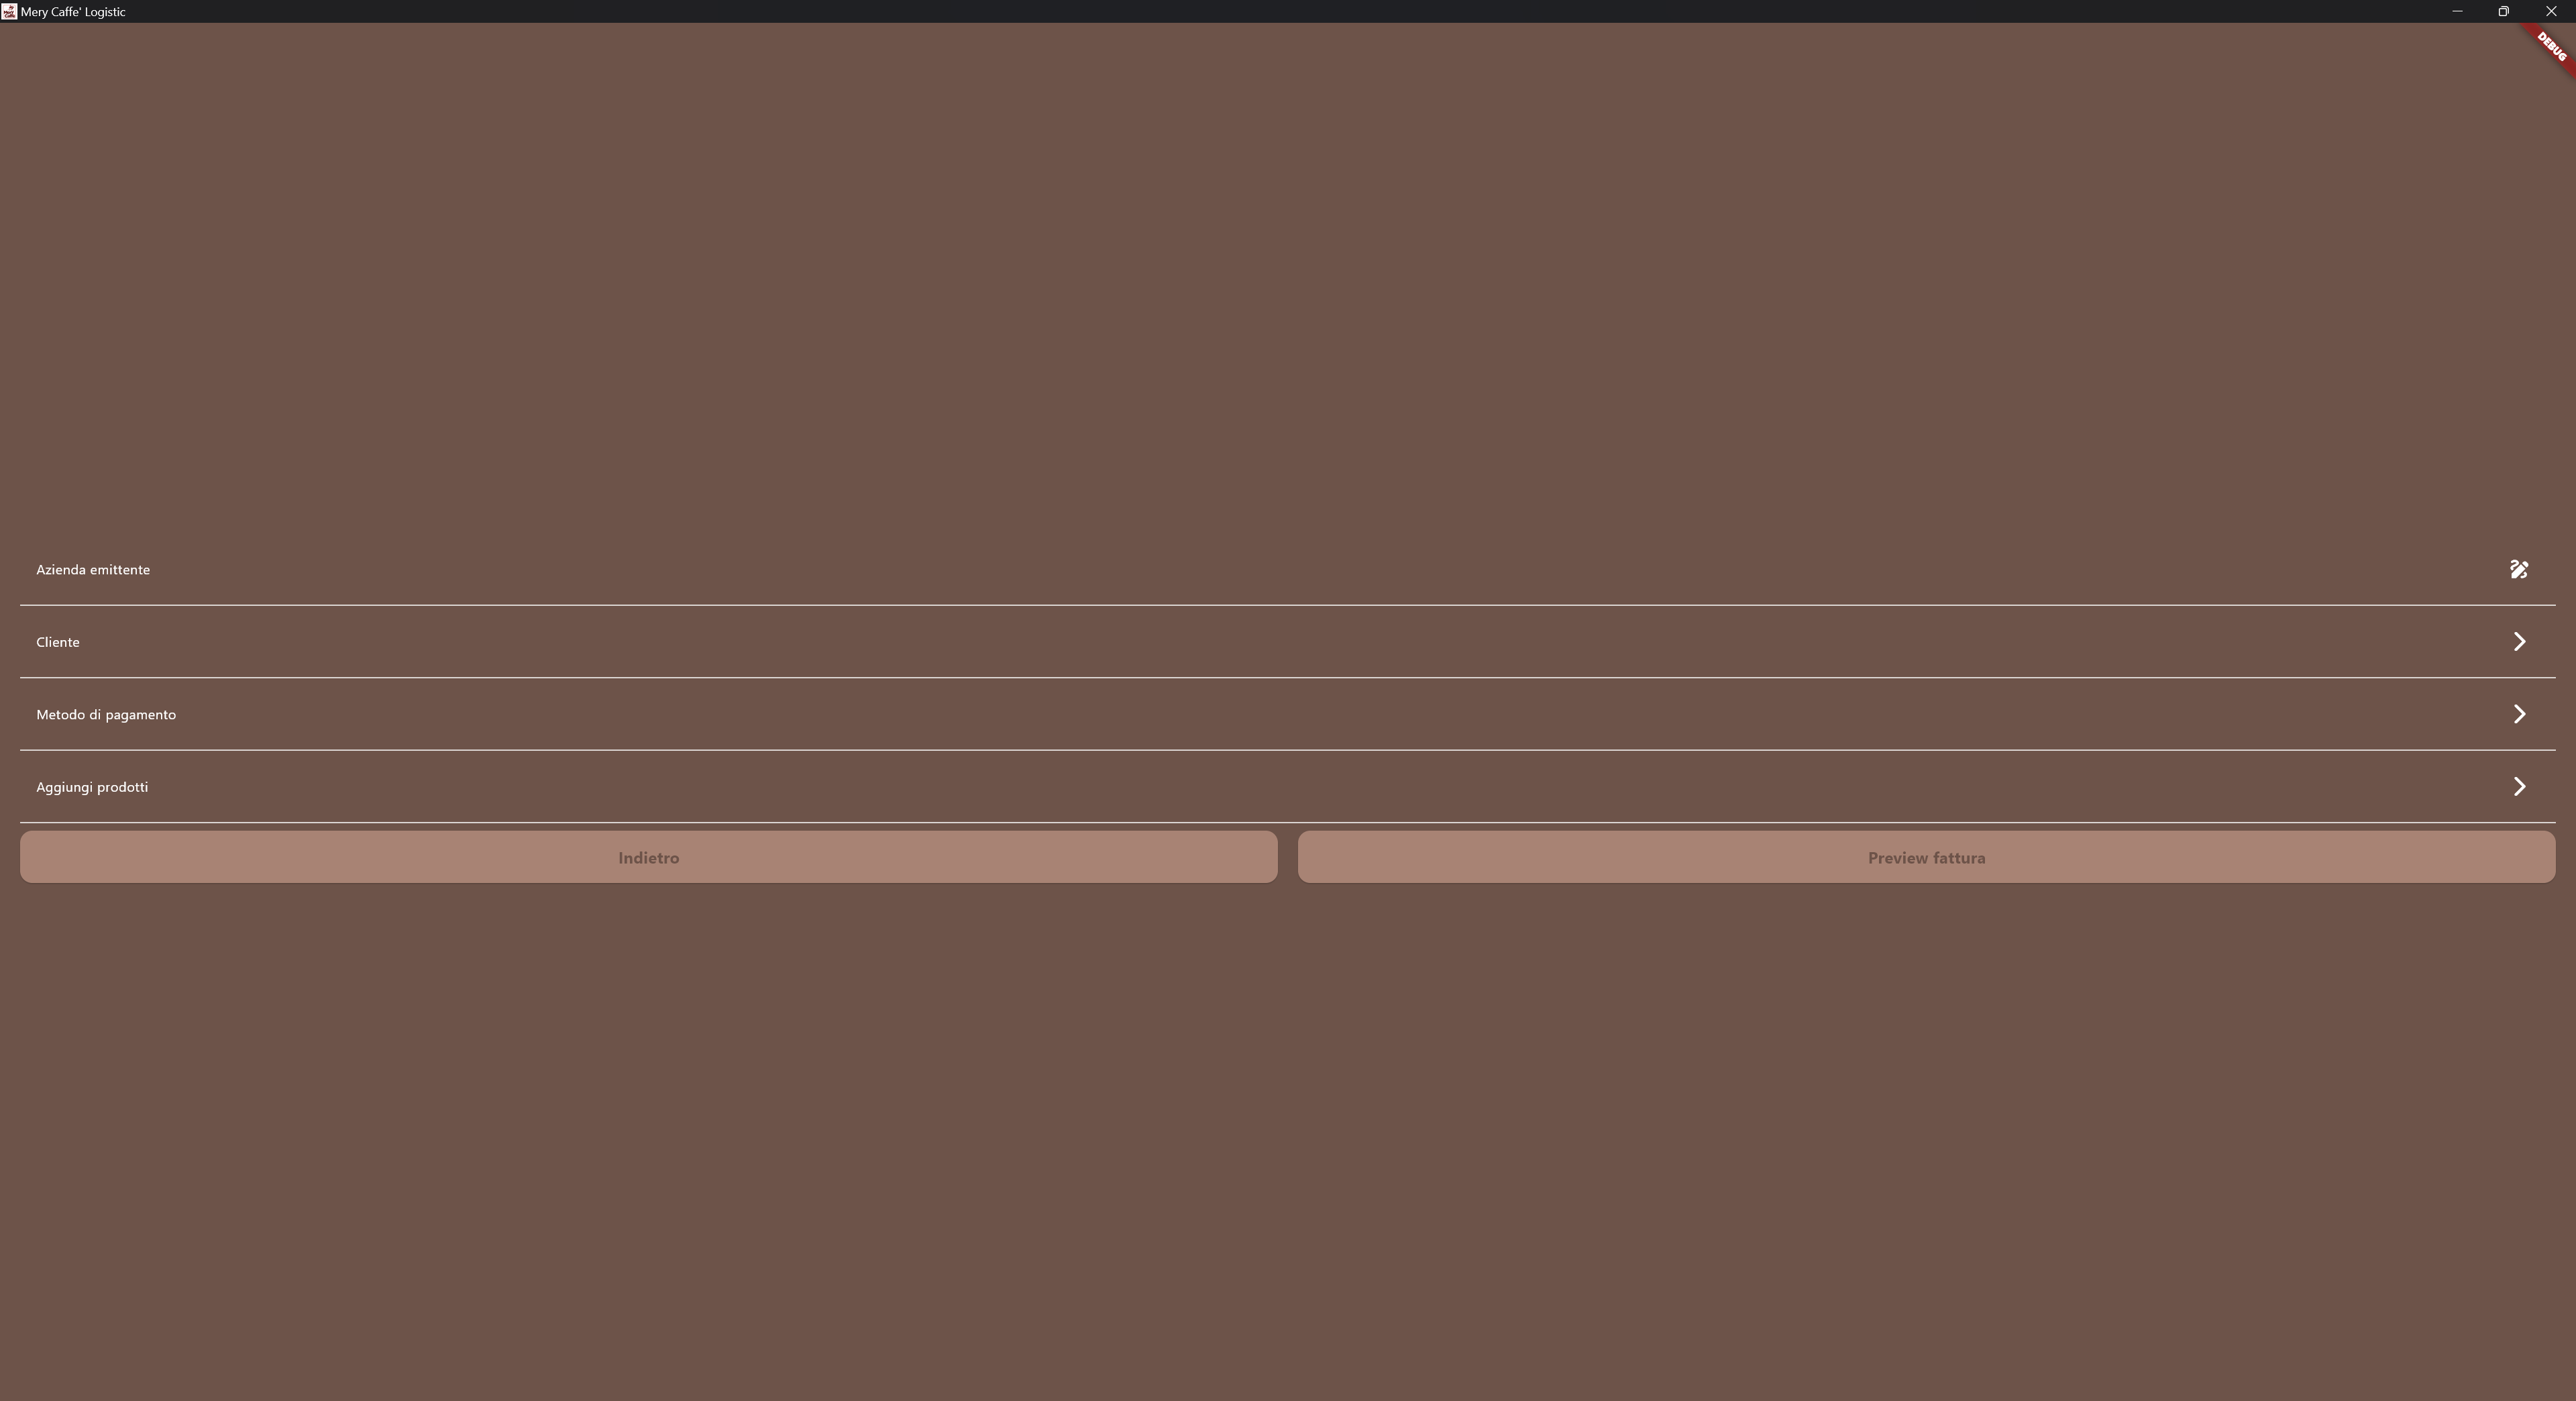 Mery Caffe' Logistic
DEBUG
Azienda emittente
Cliente
Metodo di pagamento
Aggiungi prodotti
Indietro
Preview fattura